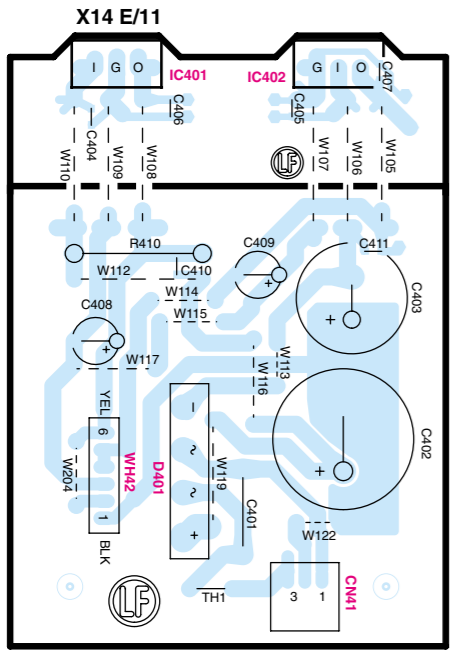 X14 E/11
I G O
IC401
IC402
G I O
C407
C406
C405
C404
W110
W109
W108
W107
W106
W105
LF
R410
C409
C411
W112
C410
W114
C403
C408
+
+
W115
+
W117
W113
W116
YEL
6
C402
WH42
D401
–
~
~
+
W204
W119
+
C401
1
W122
BLK
TH1
3 1
CN41
LF